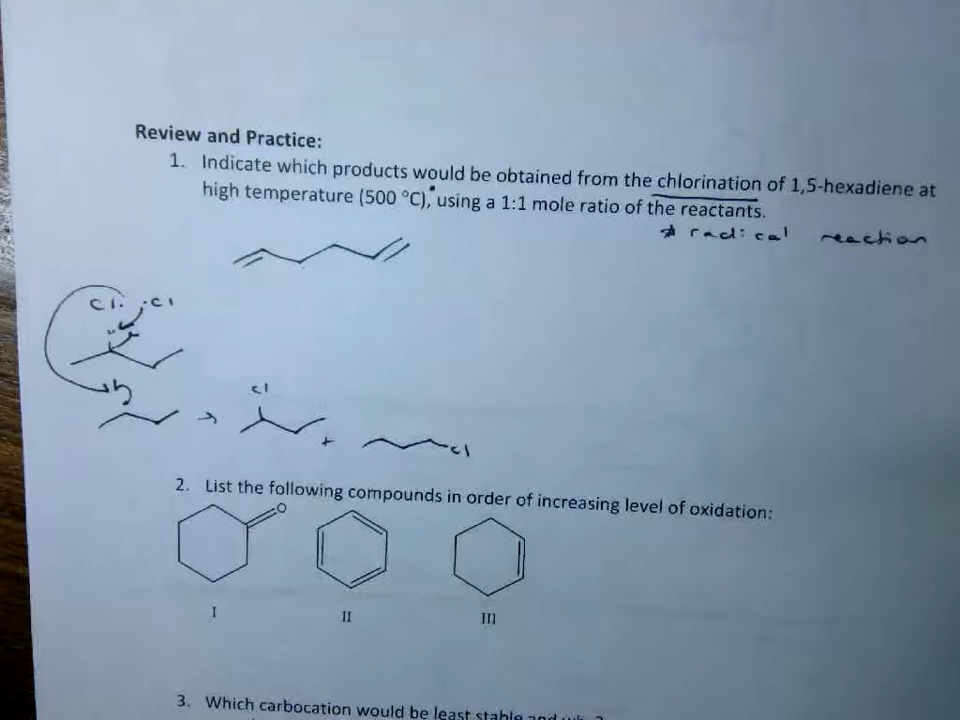 Review and Practice:
1. Indicate which products would be obtained from the chlorination of 1,5-hexadiene at
high temperature (500 °C), using a 1:1 mole ratio of the reactants.
* radical reaction
Cl. .Cl
Cl
+
Cl
2. List the following compounds in order of increasing level of oxidation:
O
I II III
3. Which carbocation would be least stable and